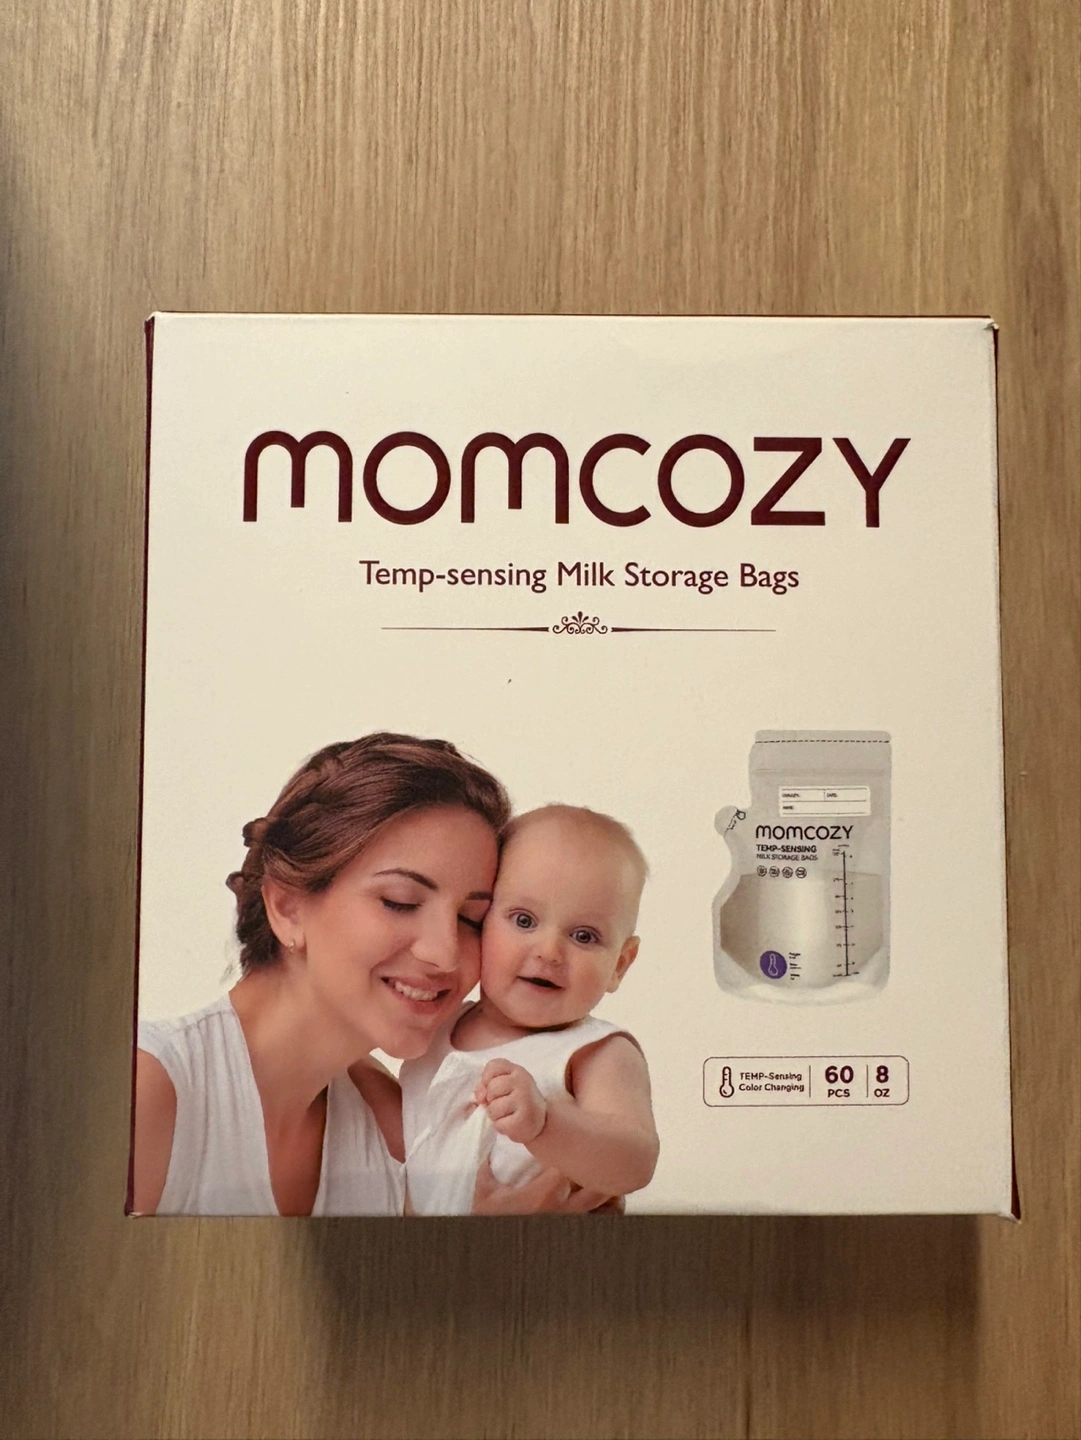 momcozy
Temp-sensing Milk Storage Bags
MOMCOZY
TEMP-SENSING
MILK STORAGE BAGS
TEMP-Sensing
Color Changing
60
PCS
8
OZ